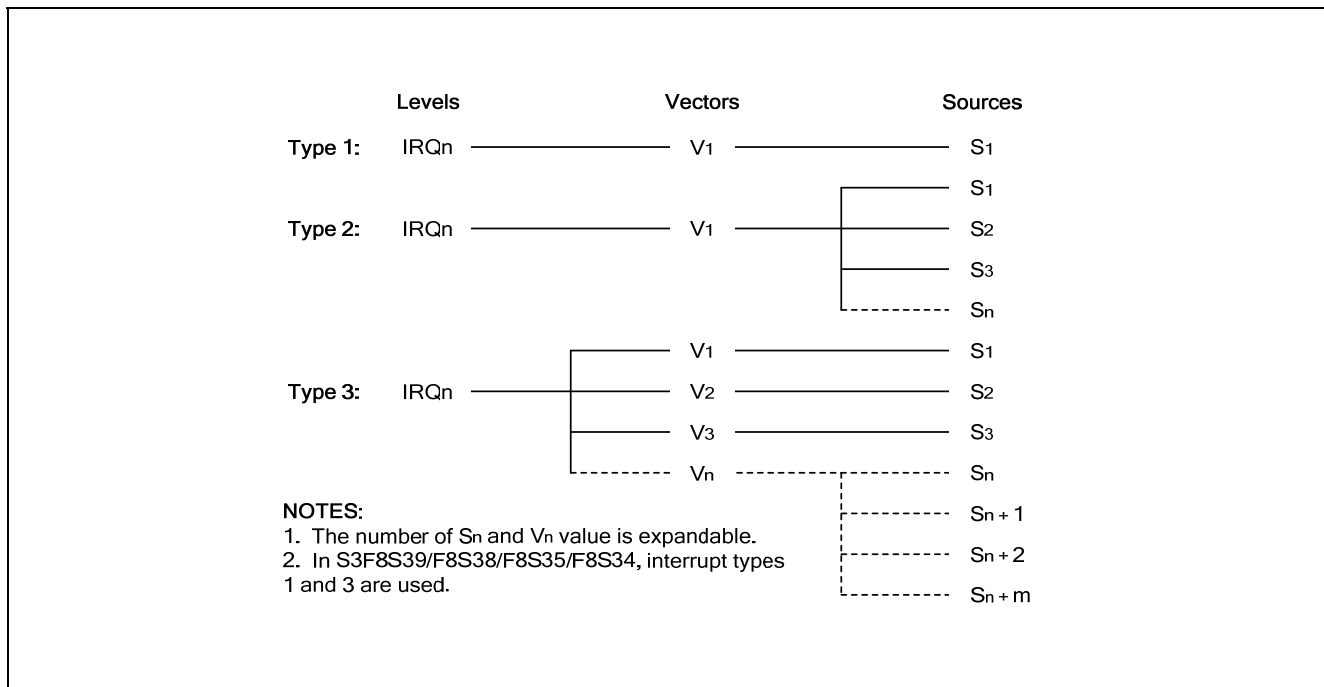 Levels Vectors Sources
Type 1: IRQn V1 S1
S1
Type 2: IRQn V1 S2
S3
Sn
V1 S1
Type 3: IRQn V2 S2
V3 S3
Vn Sn
NOTES: Sn + 1
1. The number of Sn and Vn value is expandable.
2. In S3F8S39/F8S38/F8S35/F8S34, interrupt types Sn + 2
1 and 3 are used. Sn + m